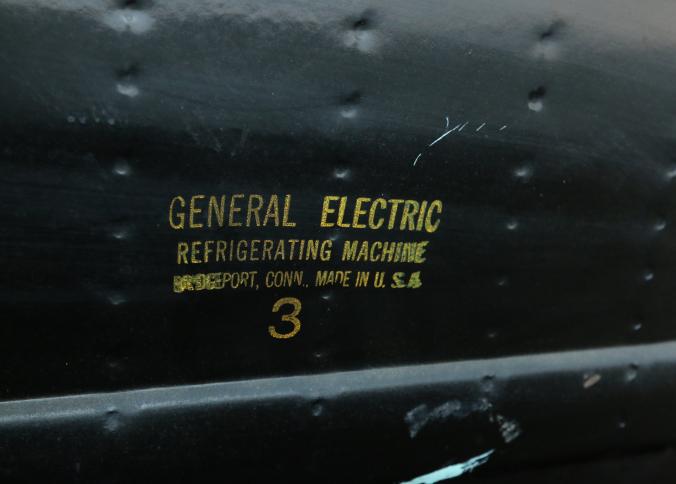 GENERAL ELECTRIC
REFRIGERATING MACHINE
BRIDGEPORT, CONN., MADE IN U.S.A
3